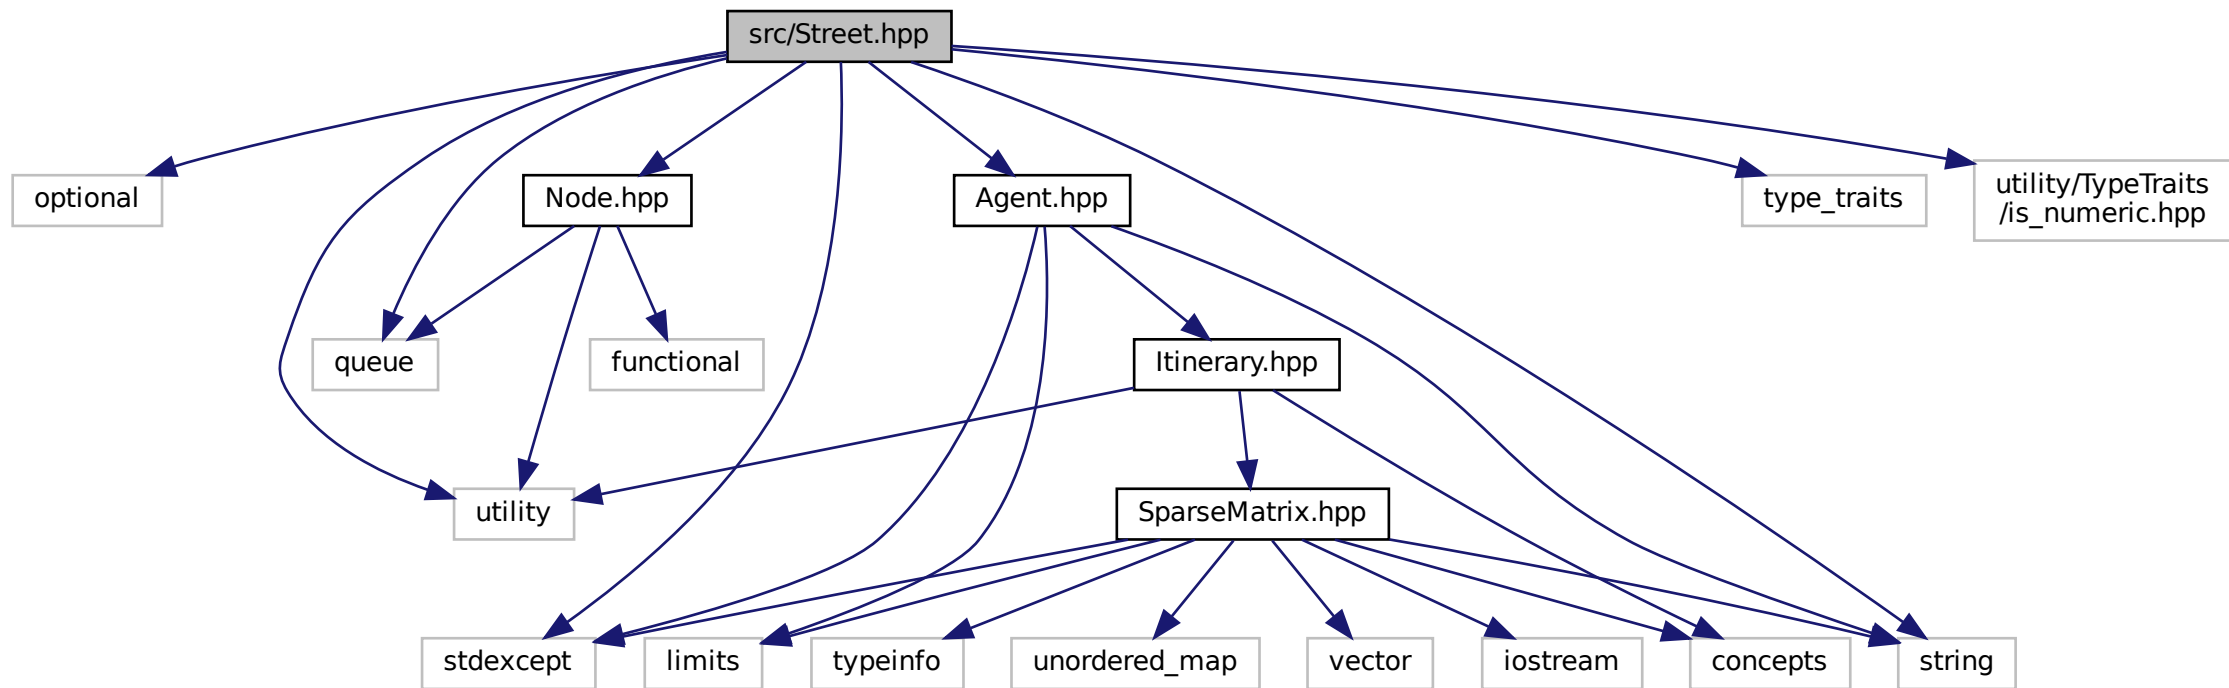 src/Street.hpp
optional
Node.hpp
Agent.hpp
type_traits
utility/TypeTraits
/is_numeric.hpp
queue
functional
Itinerary.hpp
utility
SparseMatrix.hpp
stdexcept
limits
typeinfo
unordered_map
vector
iostream
concepts
string